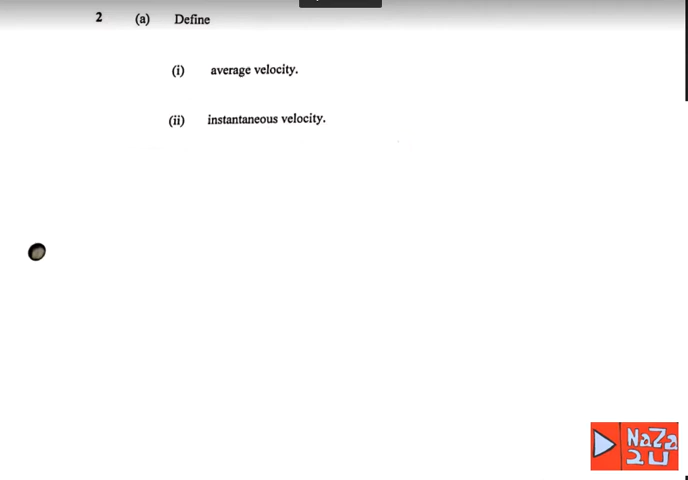 2 (a) Define
(i) average velocity.
(ii) instantaneous velocity.
NaZa
2U